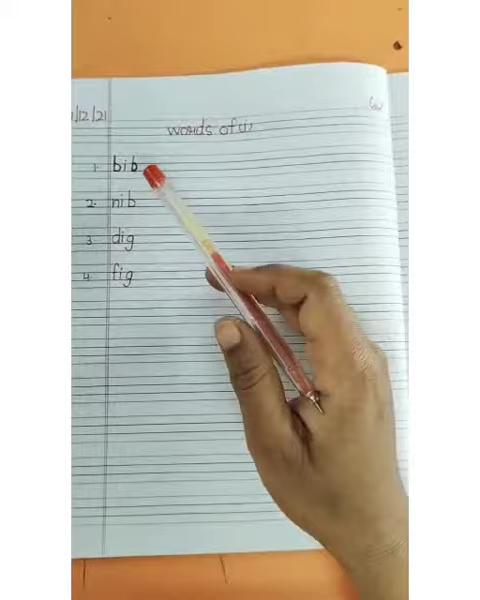 1/12/21
words of 'i'
1. bib
2. nib
3. dig
4. fig